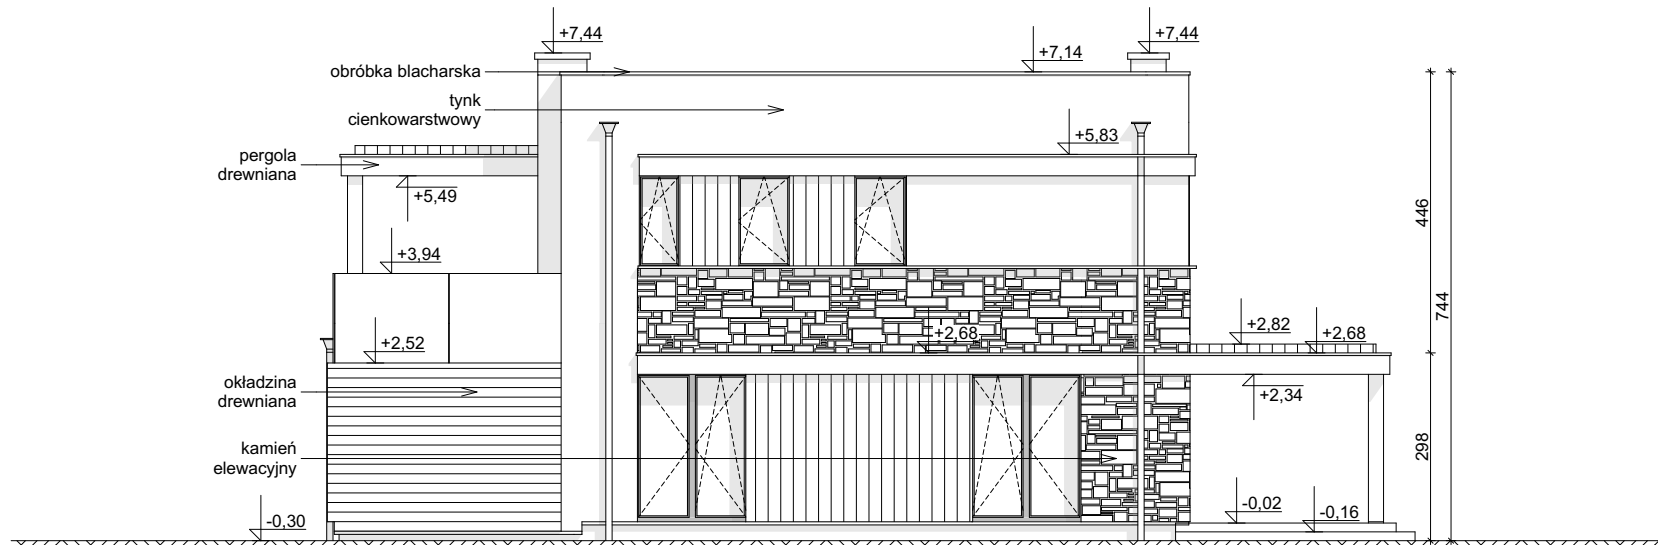 +7,44
+7,44
+7,14
obróbka blacharska
tynk
cienkowarstwowy
+5,83
pergola
drewniana
+5,49
446
+3,94
744
+2,68
+2,82
+2,68
+2,52
okładzina
drewniana
+2,34
kamień
elewacyjny
298
-0,30
-0,02
-0,16